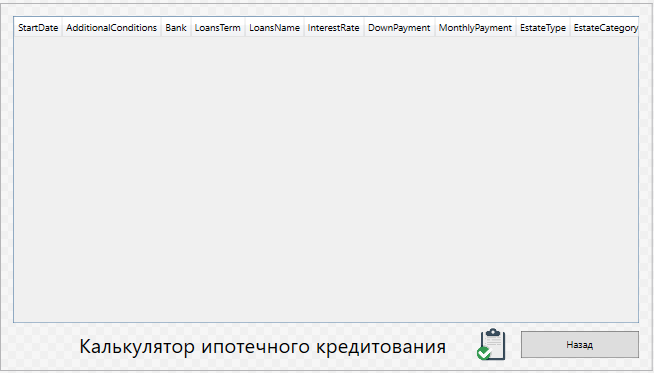 StartDate AdditionalConditions Bank LoansTerm LoansName InterestRate DownPayment MonthlyPayment EstateType EstateCategory
Калькулятор ипотечного кредитования
Назад